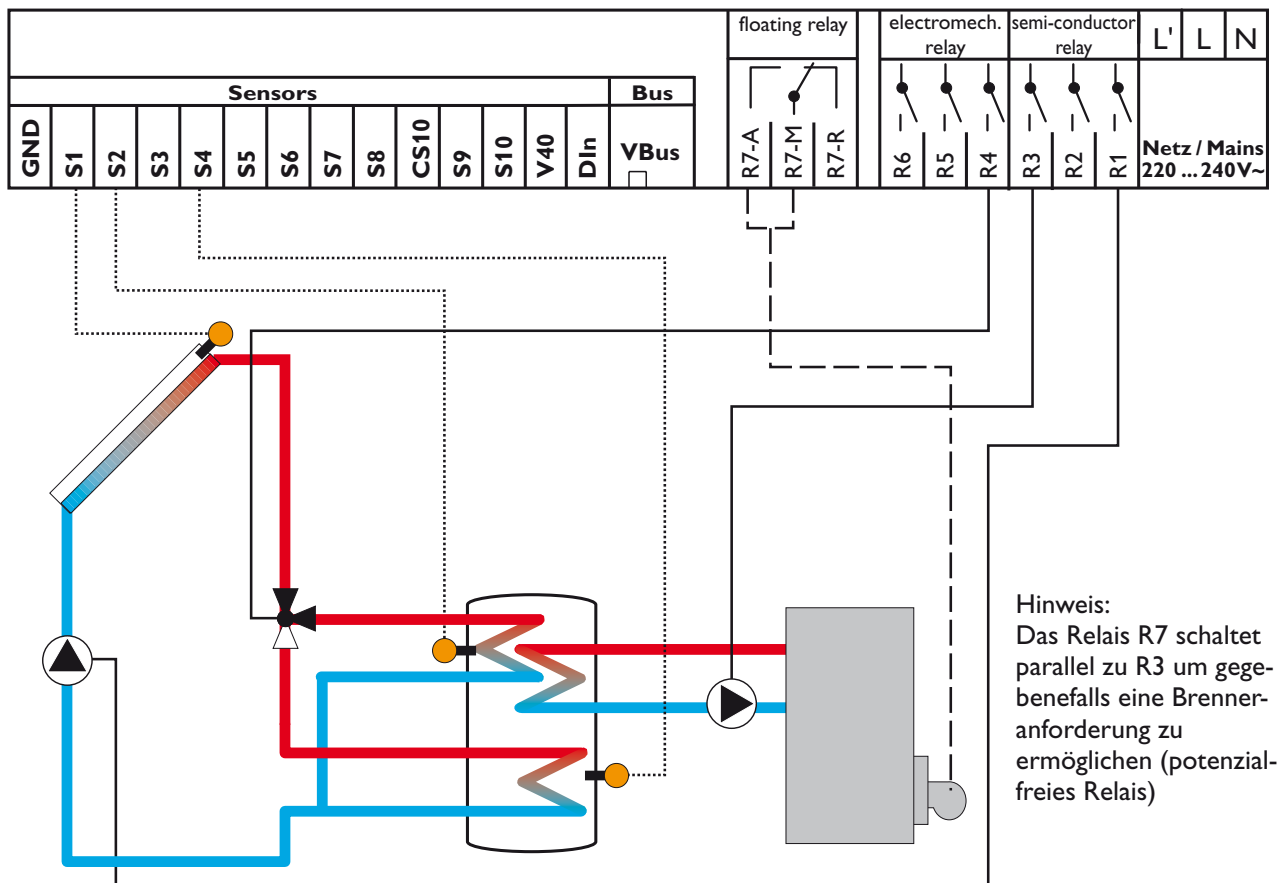 floating relay
electromech.
relay
semi-conductor
relay
L'
L
N
Sensors
Bus
GND
S1
S2
S3
S4
S5
S6
S7
S8
CS10
S9
S10
V40
DIn
VBus
R7-A
R7-M
R7-R
R6
R5
R4
R3
R2
R1
Netz / Mains
220 ... 240V~
Hinweis:
Das Relais R7 schaltet
parallel zu R3 um gege-
benefalls eine Brenner-
anforderung zu
ermöglichen (potenzial-
freies Relais)